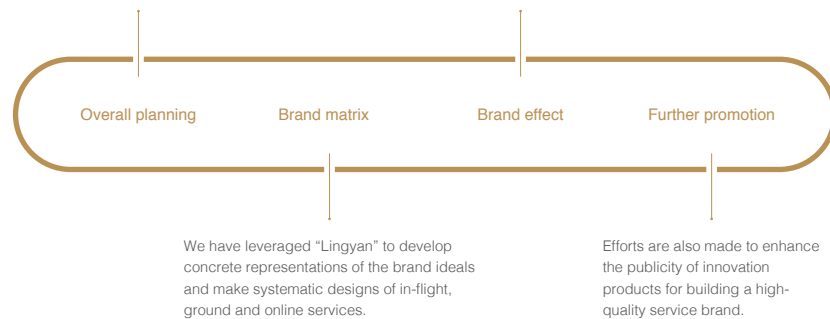 Overall planning
Brand matrix
Brand effect
Further promotion
We have leveraged “Lingyan” to develop
concrete representations of the brand ideals
and make systematic designs of in-flight,
ground and online services.
Efforts are also made to enhance
the publicity of innovation
products for building a high-
quality service brand.